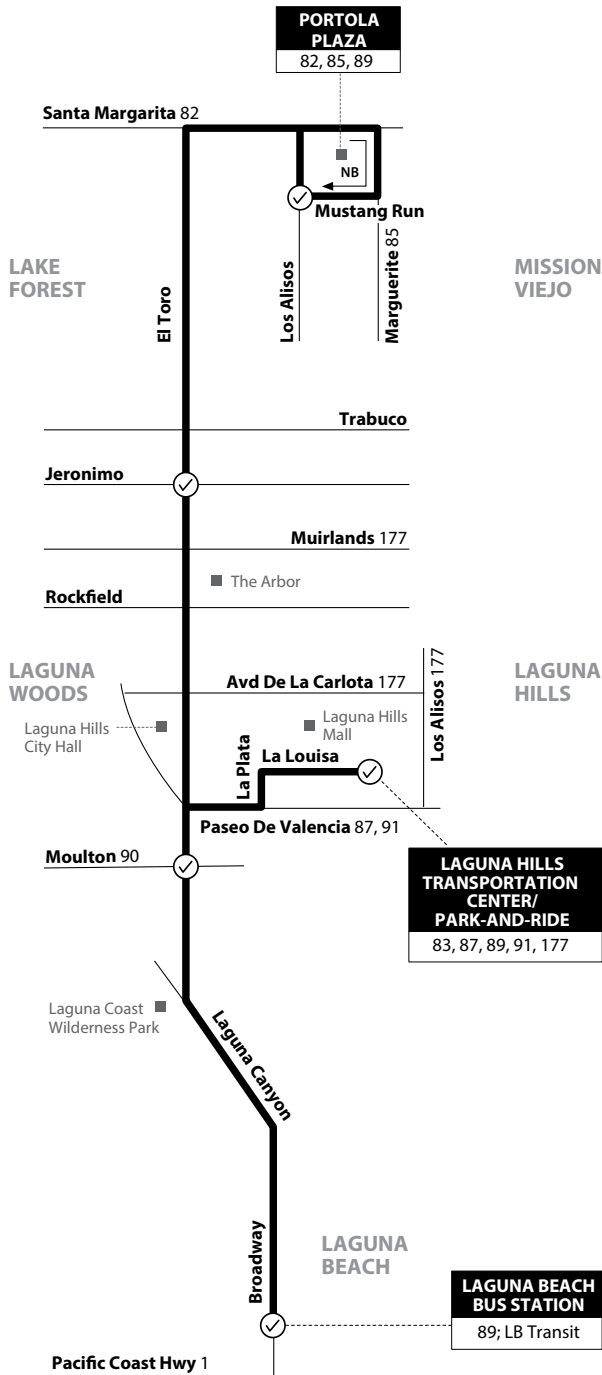 PORTOLA
PLAZA
82, 85, 89
Santa Margarita 82
NB
Mustang Run
LAKE
FOREST
El Toro
Los Alisos
Marguerite 85
MISSION
VIEJO
Trabuco
Jeronimo
Muirlands 177
The Arbor
Rockfield
LAGUNA
WOODS
Avd De La Carlota 177
Los Alisos 177
LAGUNA
HILLS
Laguna Hills
City Hall
Laguna Hills
Mall
La Plata
La Louisa
Paseo De Valencia 87, 91
Moulton 90
LAGUNA HILLS
TRANSPORTATION
CENTER/
PARK-AND-RIDE
83, 87, 89, 91, 177
Laguna Coast
Wilderness Park
Laguna Canyon
Broadway
LAGUNA
BEACH
LAGUNA BEACH
BUS STATION
89; LB Transit
Pacific Coast Hwy 1